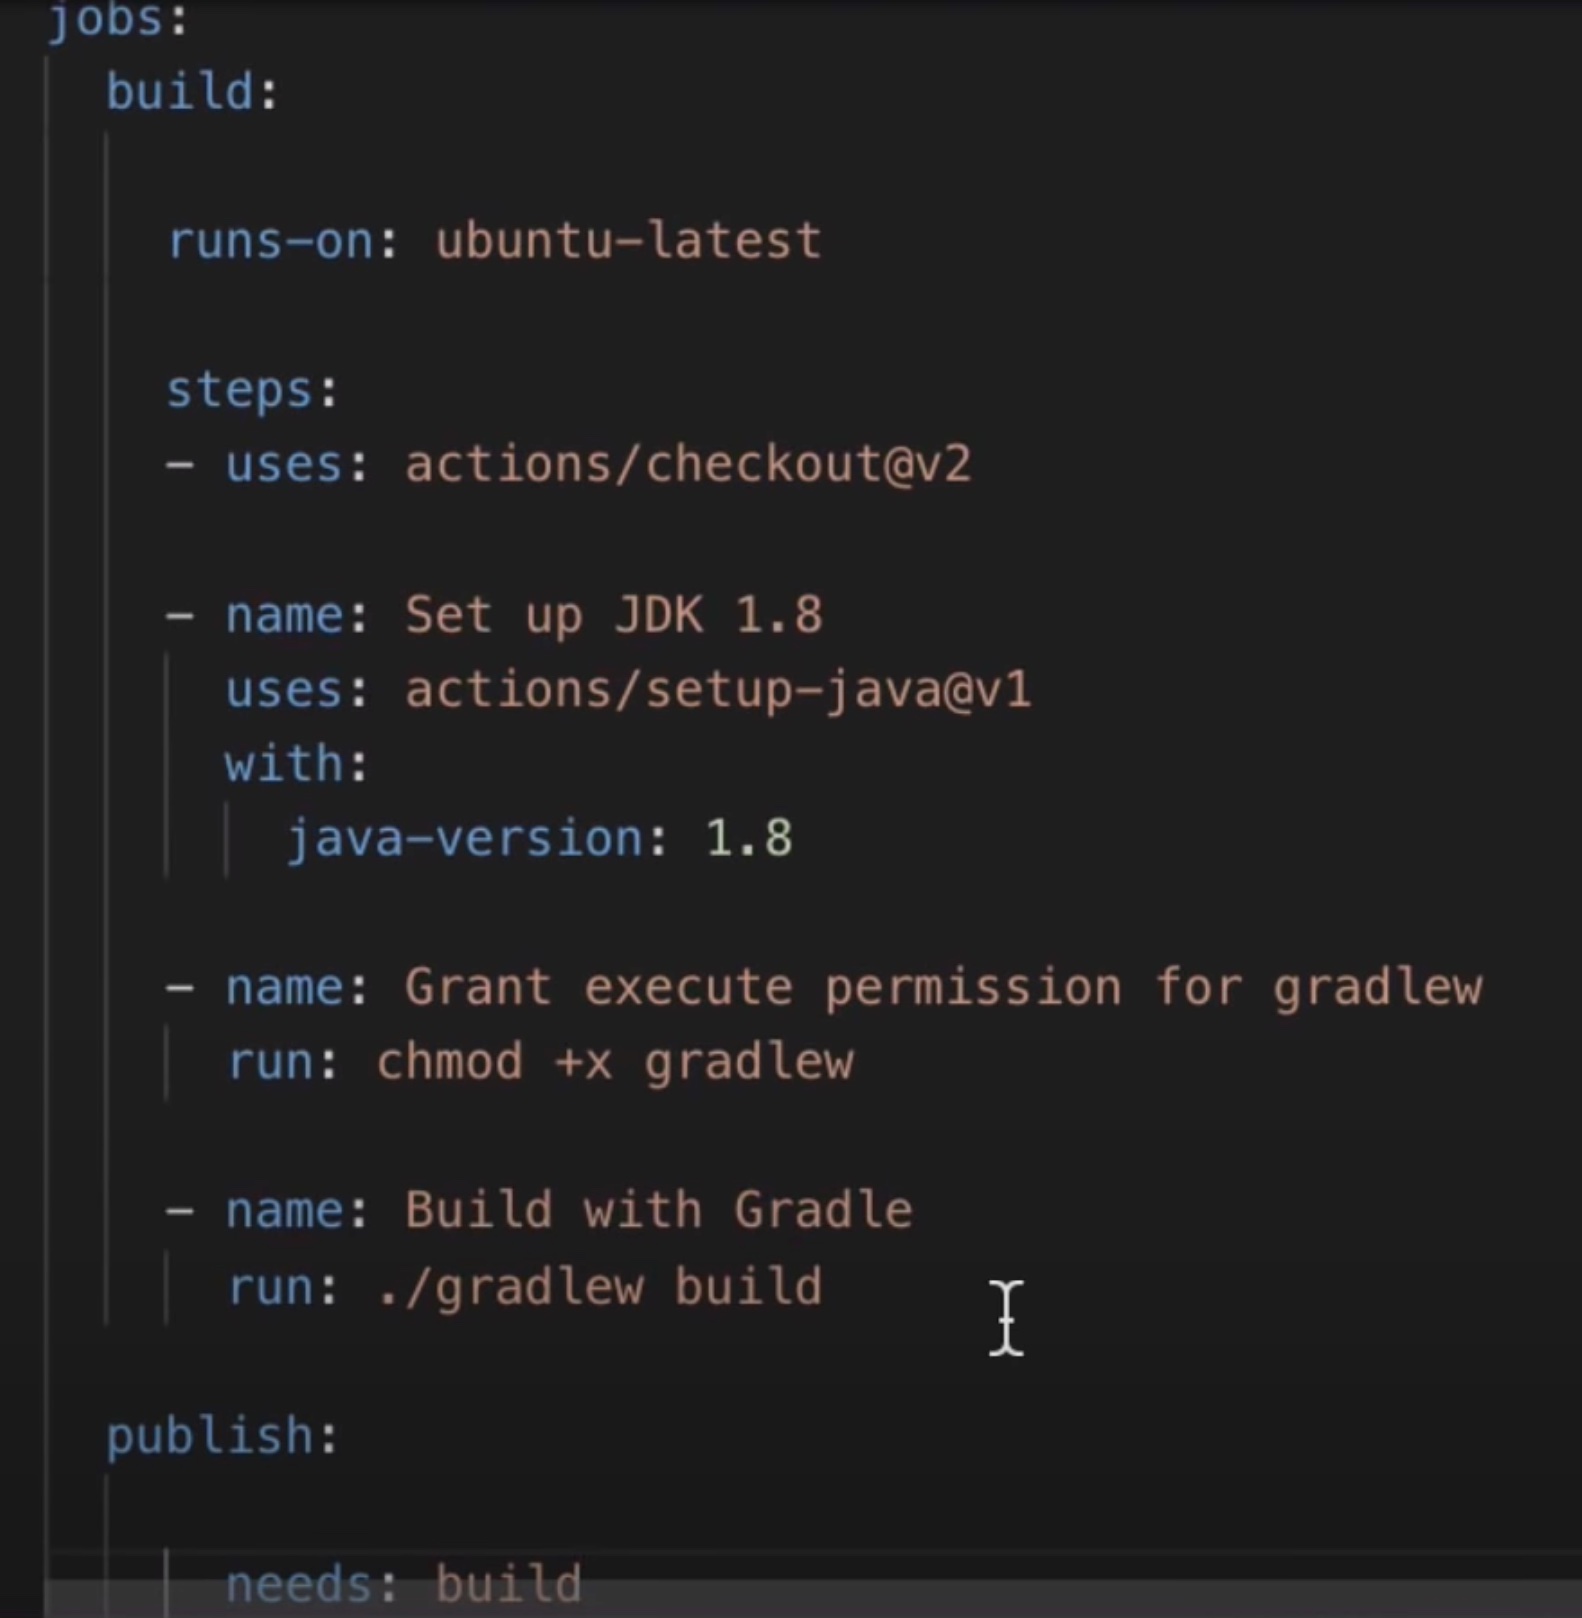 jobs:
build:
runs-on: ubuntu-latest
steps:
- uses: actions/checkout@v2
- name: Set up JDK 1.8
uses: actions/setup-java@v1
with:
java-version: 1.8
- name: Grant execute permission for gradlew
run: chmod +x gradlew
- name: Build with Gradle
run: ./gradlew build
publish:
needs: build